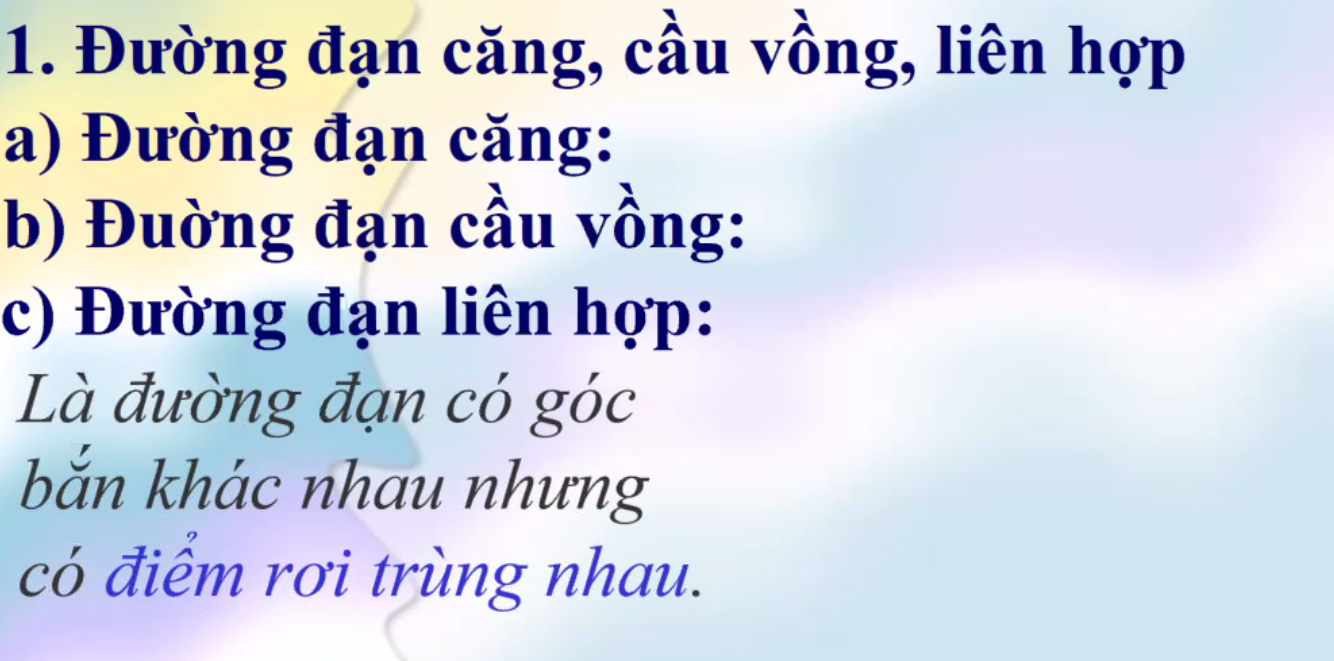 1. Đường đạn căng, cầu vồng, liên hợp
a) Đường đạn căng:
b) Đuờng đạn cầu vồng:
c) Đường đạn liên hợp:
Là đường đạn có góc
bắn khác nhau nhưng
có điểm rơi trùng nhau.